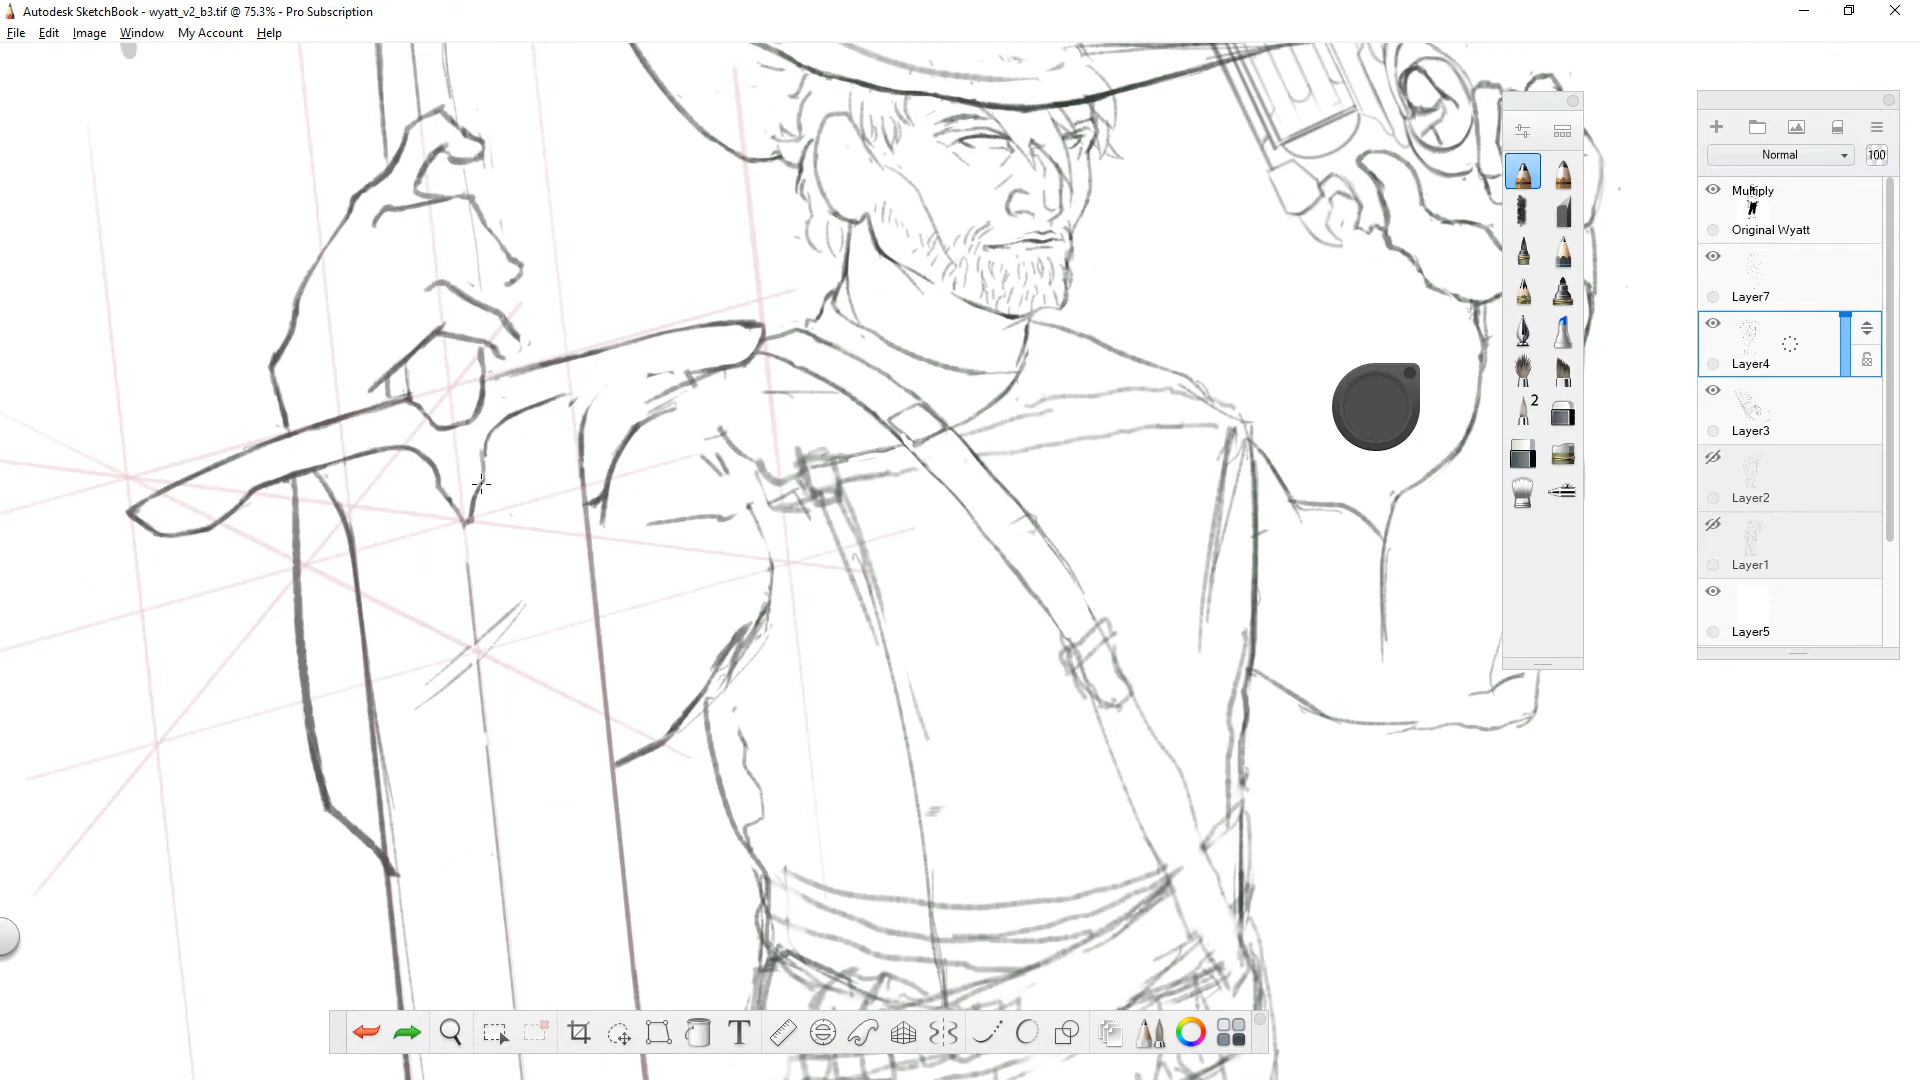 Autodesk SketchBook - wyatt_v2_b3.tif @ 75.3% - Pro Subscription
File Edit Image Window My Account Help
Normal 100
Multiply
Original Wyatt
Layer7
Layer4
Layer3
Layer2
Layer1
Layer5
2
T